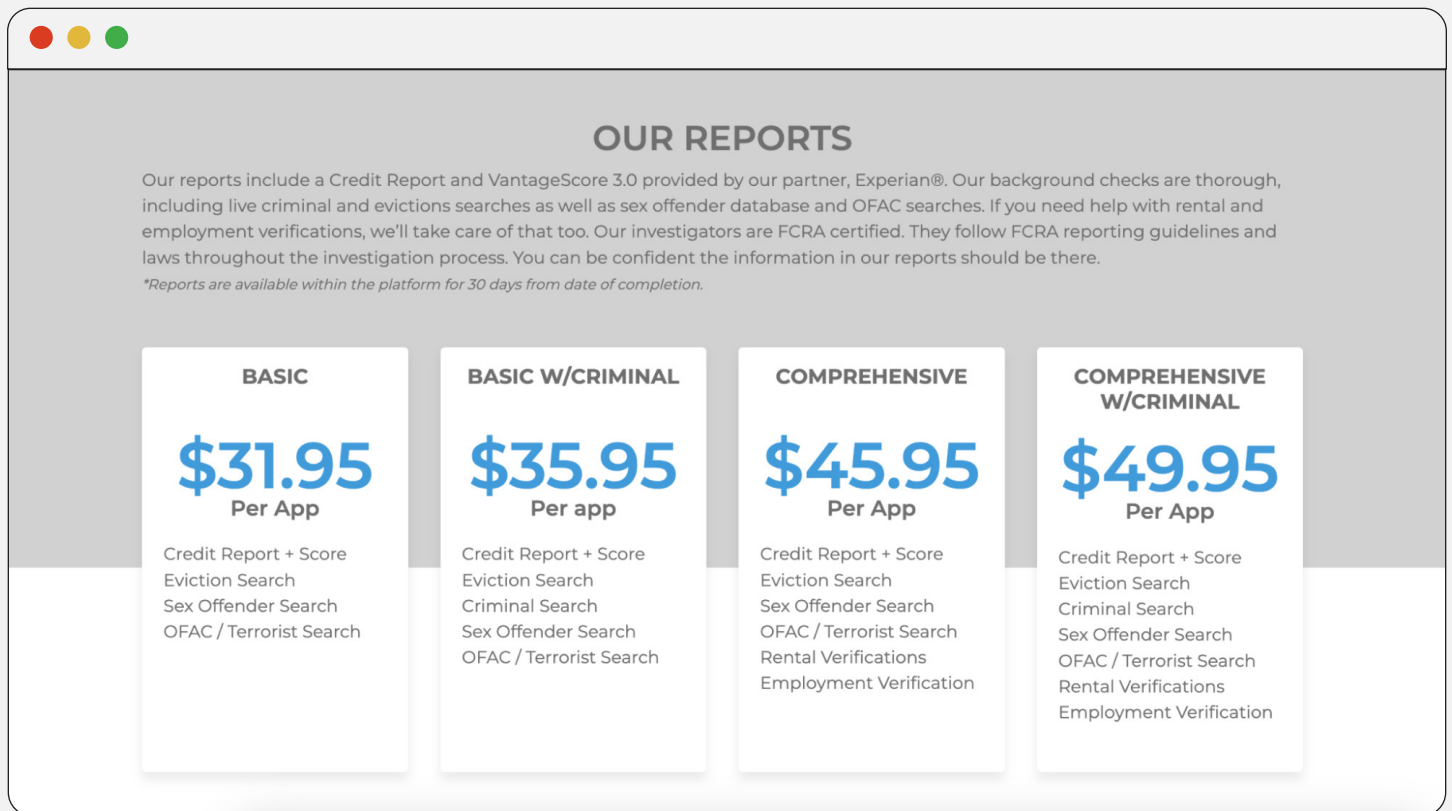 OUR REPORTS
Our reports include a Credit Report and VantageScore 3.0 provided by our partner, Experian®. Our background checks are thorough,
including live criminal and evictions searches as well as sex offender database and OFAC searches. If you need help with rental and
employment verifications, we'll take care of that too. Our investigators are FCRA certified. They follow FCRA reporting guidelines and
laws throughout the investigation process. You can be confident the information in our reports should be there.
*Reports are available within the platform for 30 days from date of completion.
BASIC
$31.95
Per App
Credit Report + Score
Eviction Search
Sex Offender Search
OFAC / Terrorist Search
BASIC W/CRIMINAL
$35.95
Per app
Credit Report + Score
Eviction Search
Criminal Search
Sex Offender Search
OFAC / Terrorist Search
COMPREHENSIVE
$45.95
Per App
Credit Report + Score
Eviction Search
Sex Offender Search
OFAC / Terrorist Search
Rental Verifications
Employment Verification
COMPREHENSIVE
W/CRIMINAL
$49.95
Per App
Credit Report + Score
Eviction Search
Criminal Search
Sex Offender Search
OFAC / Terrorist Search
Rental Verifications
Employment Verification